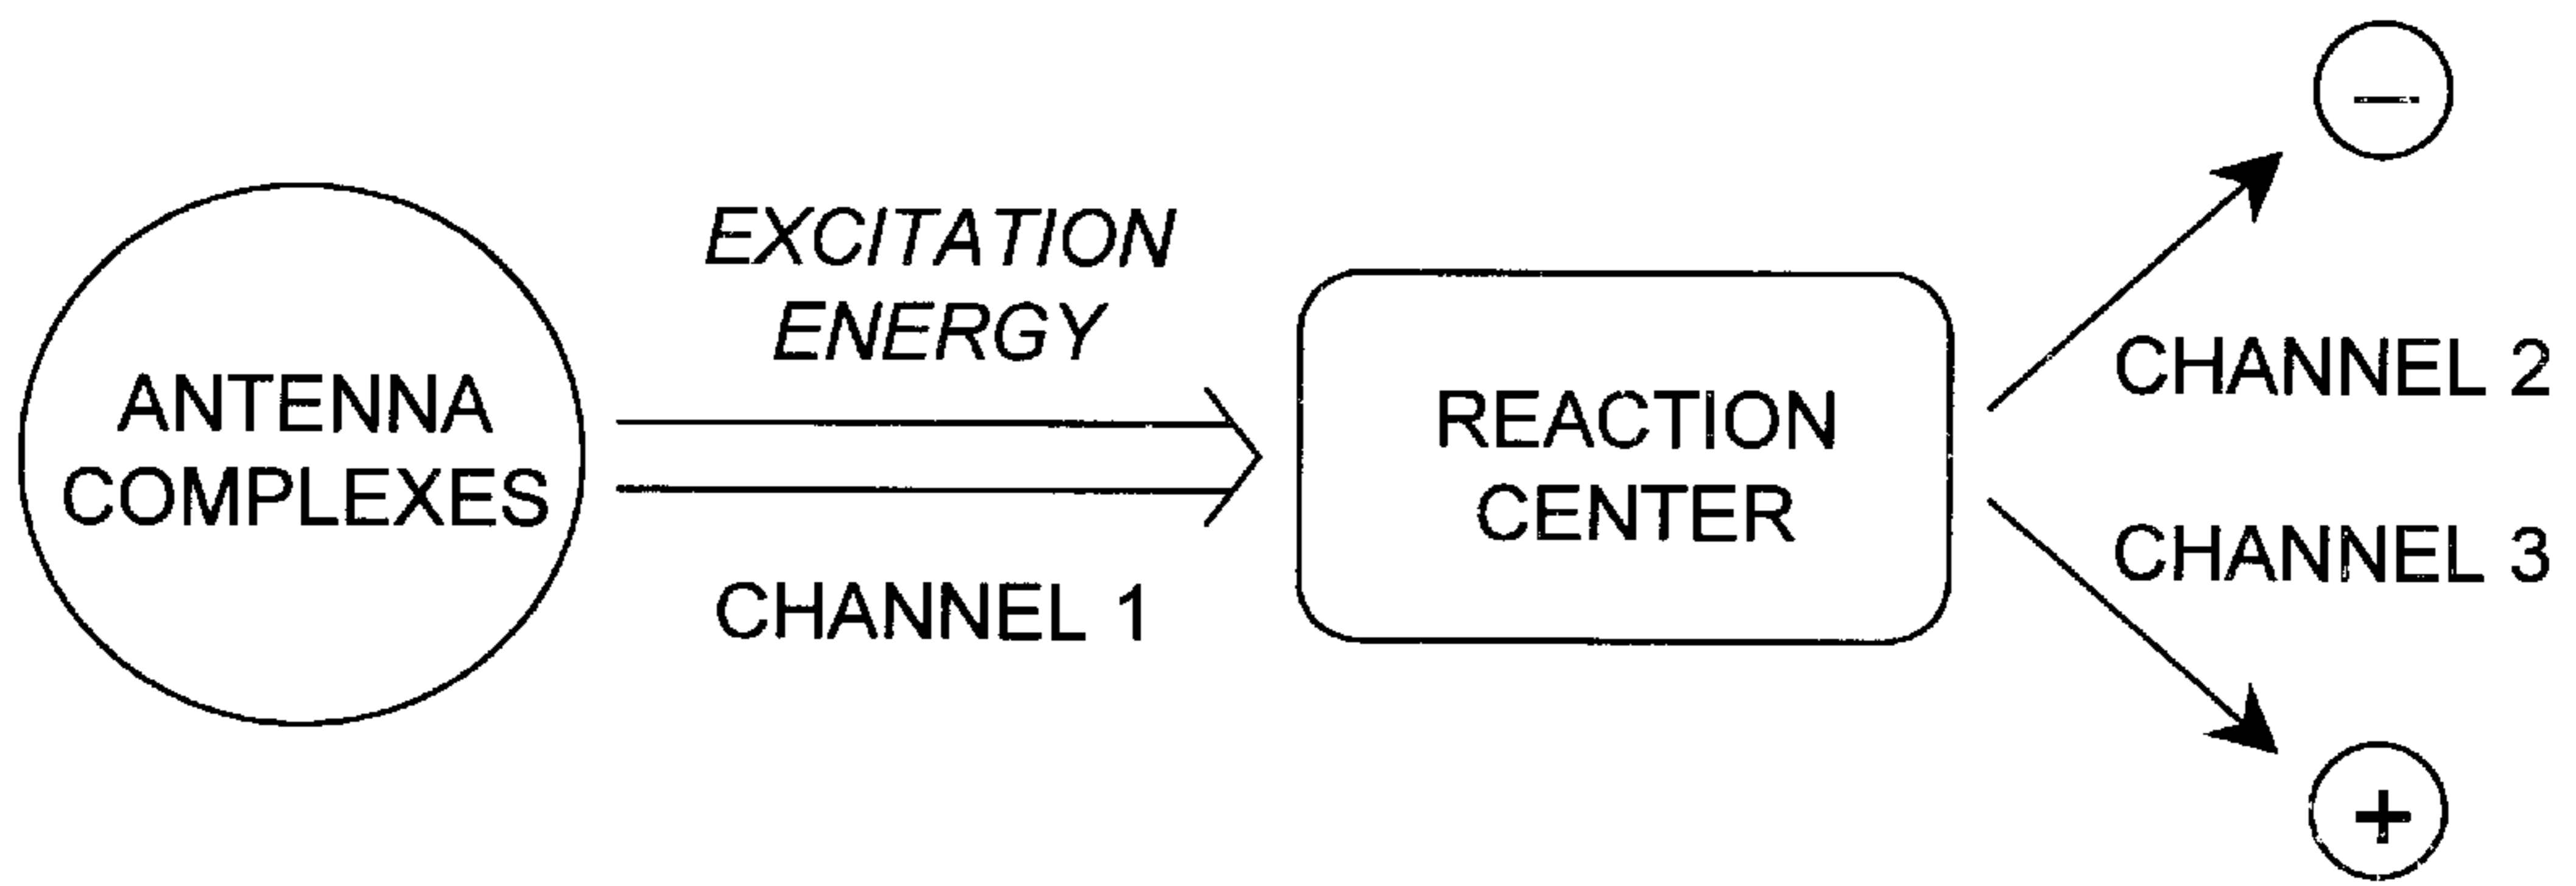 ANTENNA
COMPLEXES
EXCITATION
ENERGY
CHANNEL 1
REACTION
CENTER
−
CHANNEL 2
CHANNEL 3
+